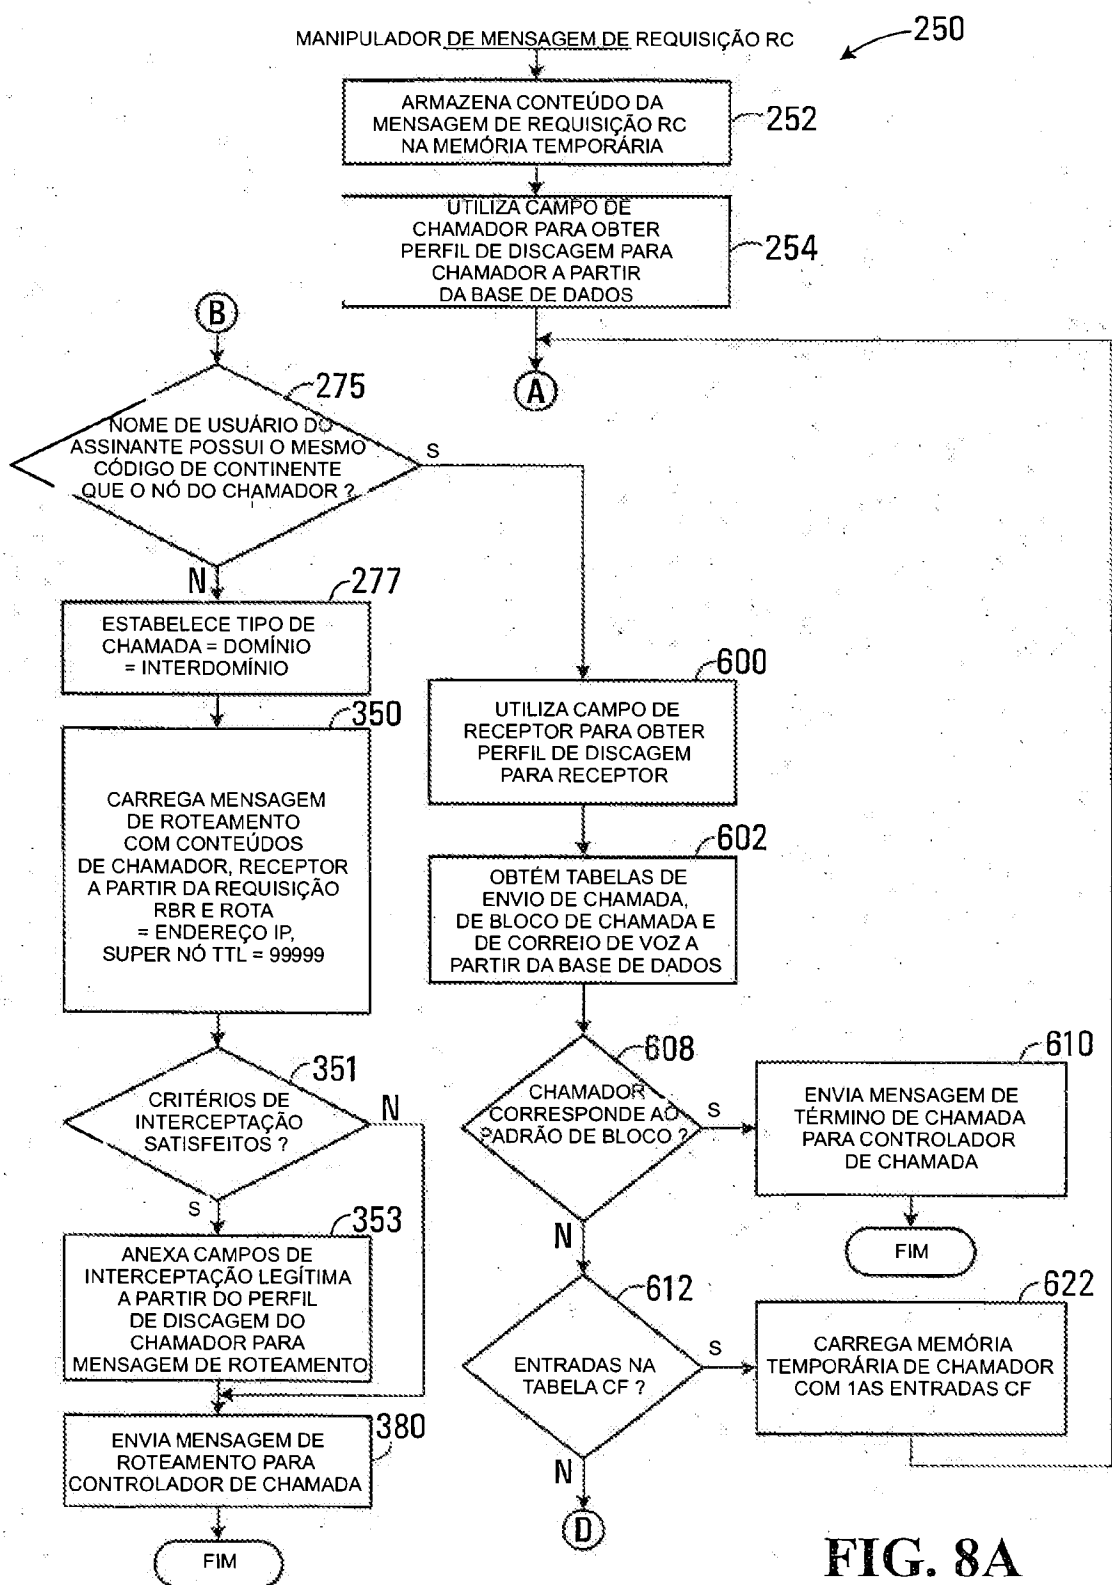 MANIPULADOR DE MENSAGEM DE REQUISIÇÃO RC
250
ARMAZENA CONTEÚDO DA
MENSAGEM DE REQUISIÇÃO RC
NA MEMÓRIA TEMPORÁRIA
252
UTILIZA CAMPO DE
CHAMADOR PARA OBTER
PERFIL DE DISCAGEM PARA
CHAMADOR A PARTIR
DA BASE DE DADOS
254
B
A
275
NOME DE USUÁRIO DO
ASSINANTE POSSUI O MESMO
CÓDIGO DE CONTINENTE
QUE O NÓ DO CHAMADOR ?
S
N
277
ESTABELECE TIPO DE
CHAMADA = DOMÍNIO
= INTERDOMÍNIO
350
CARREGA MENSAGEM
DE ROTEAMENTO
COM CONTEÚDOS
DE CHAMADOR, RECEPTOR
A PARTIR DA REQUISIÇÃO
RBR E ROTA
= ENDEREÇO IP,
SUPER NÓ TTL = 99999
351
CRITÉRIOS DE
INTERCEPTAÇÃO
SATISFEITOS ?
N
S
353
ANEXA CAMPOS DE
INTERCEPTAÇÃO LEGÍTIMA
A PARTIR DO PERFIL
DE DISCAGEM DO
CHAMADOR PARA
MENSAGEM DE ROTEAMENTO
380
ENVIA MENSAGEM DE
ROTEAMENTO PARA
CONTROLADOR DE CHAMADA
FIM
600
UTILIZA CAMPO DE
RECEPTOR PARA OBTER
PERFIL DE DISCAGEM
PARA RECEPTOR
602
OBTÉM TABELAS DE
ENVIO DE CHAMADA,
DE BLOCO DE CHAMADA E
DE CORREIO DE VOZ A
PARTIR DA BASE DE DADOS
608
CHAMADOR
CORRESPONDE AO
PADRÃO DE BLOCO ?
S
N
610
ENVIA MENSAGEM DE
TÉRMINO DE CHAMADA
PARA CONTROLADOR
DE CHAMADA
FIM
612
ENTRADAS NA
TABELA CF ?
S
N
622
CARREGA MEMÓRIA
TEMPORÁRIA DE CHAMADOR
COM 1AS ENTRADAS CF
D
FIG. 8A